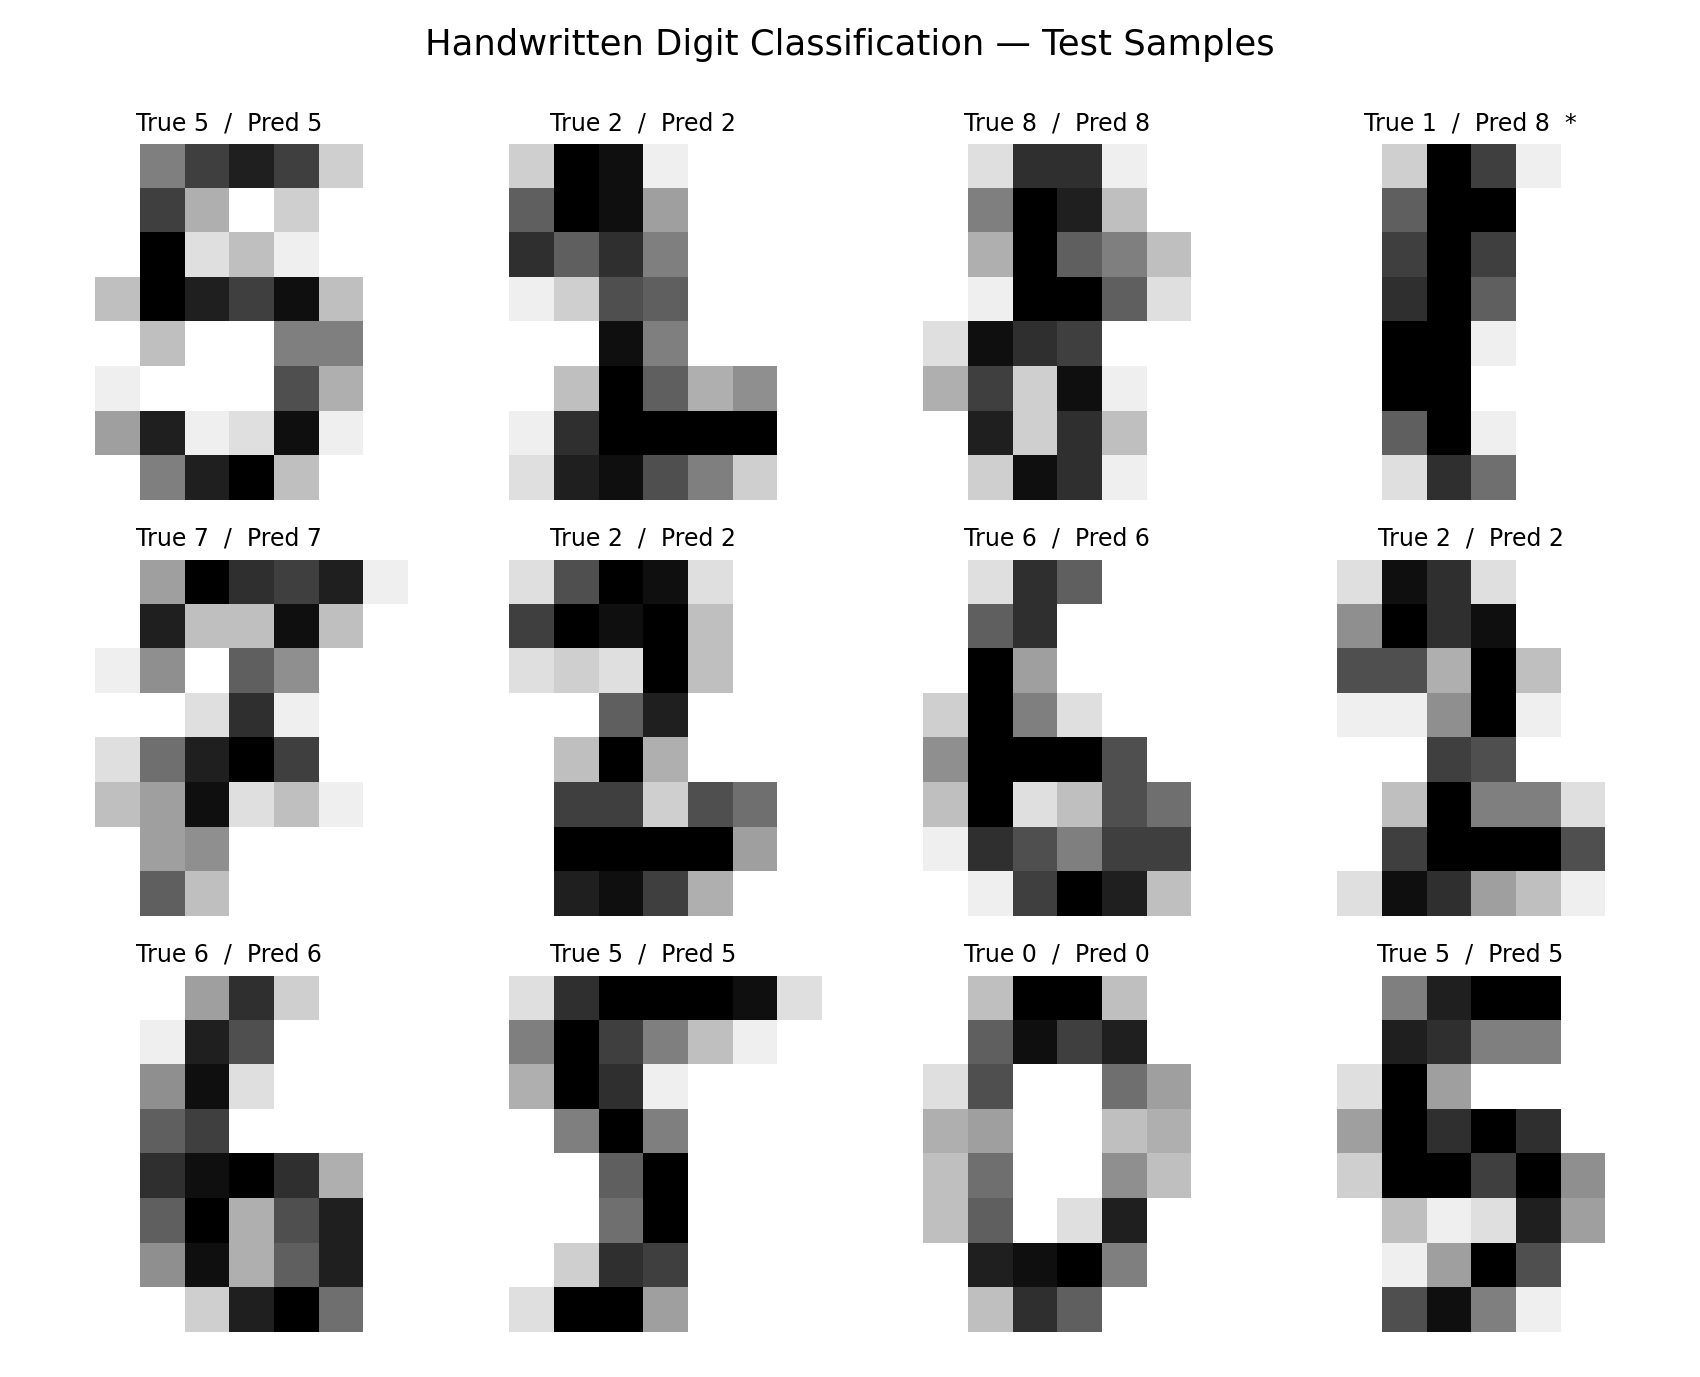 Handwritten Digit Classification — Test Samples
True 5 / Pred 5
True 2 / Pred 2
True 8 / Pred 8
True 1 / Pred 8 *
True 7 / Pred 7
True 2 / Pred 2
True 6 / Pred 6
True 2 / Pred 2
True 6 / Pred 6
True 5 / Pred 5
True 0 / Pred 0
True 5 / Pred 5